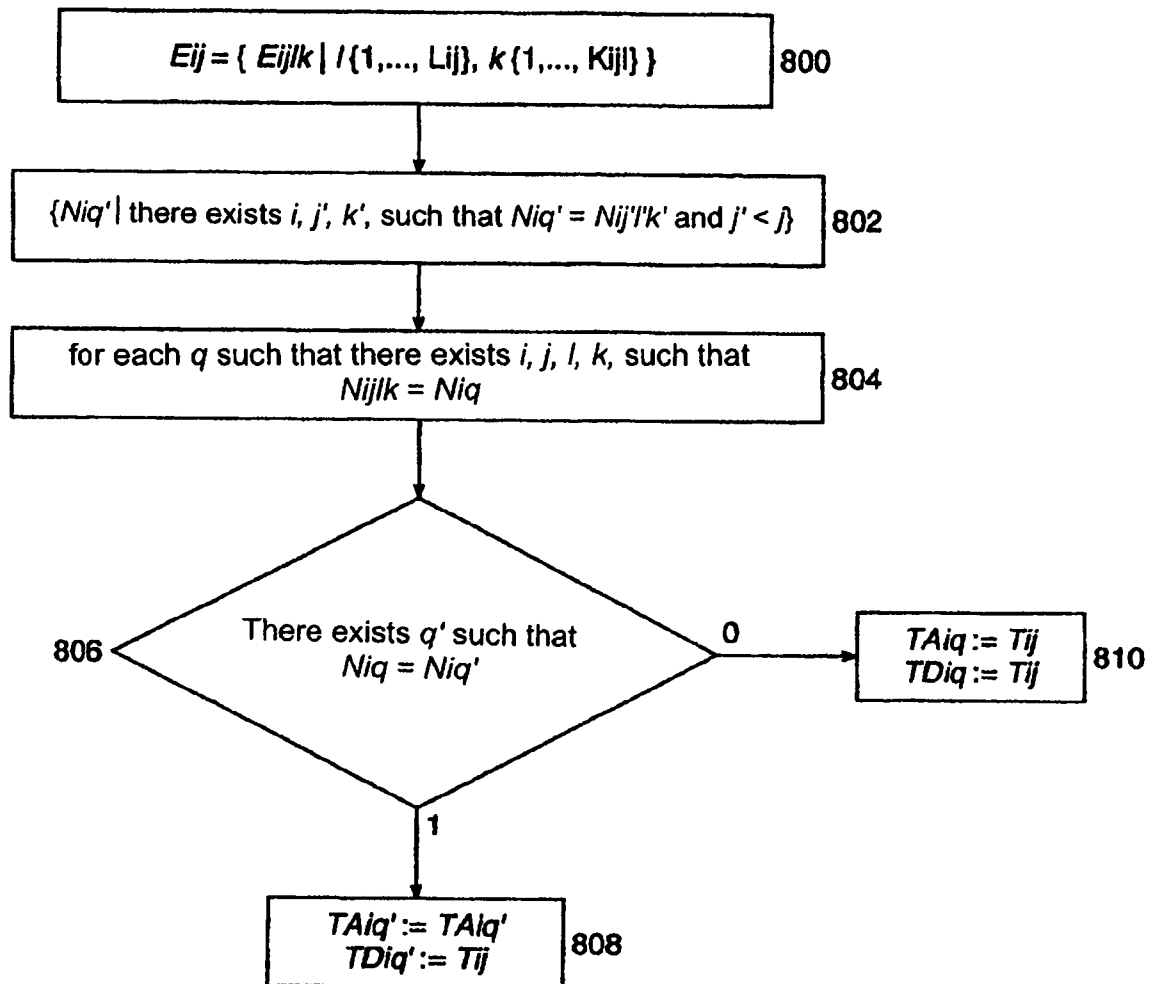 Eij = { Eijlk | l {1,..., Lij}, k {1,..., Kijl} }
800
{Niq' | there exists i, j', k', such that Niq' = Nij'l'k' and j' < j}
802
for each q such that there exists i, j, l, k, such that
Nijlk = Niq
804
806
There exists q' such that
Niq = Niq'
0
TAiq := Tij
TDiq := Tij
810
1
TAiq' := TAiq'
TDiq' := Tij
808